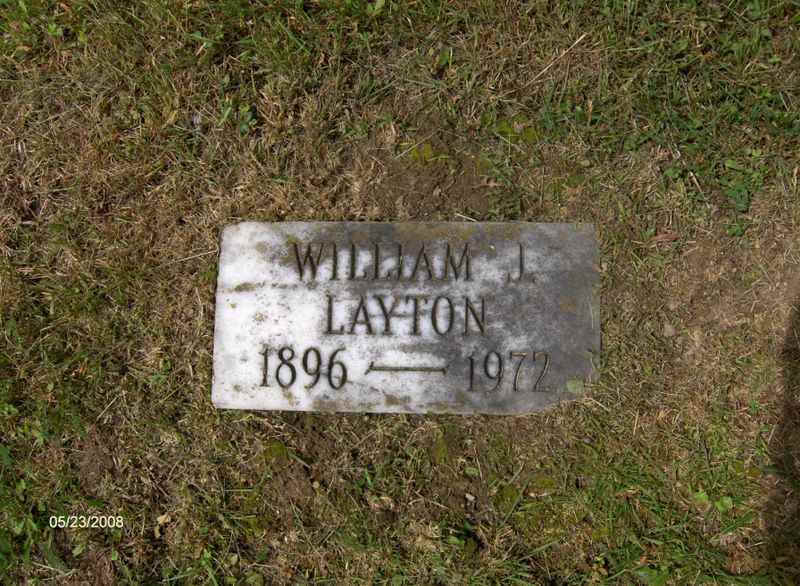 WILLIAM J.
LAYTON
1896 — 1972
05/23/2008